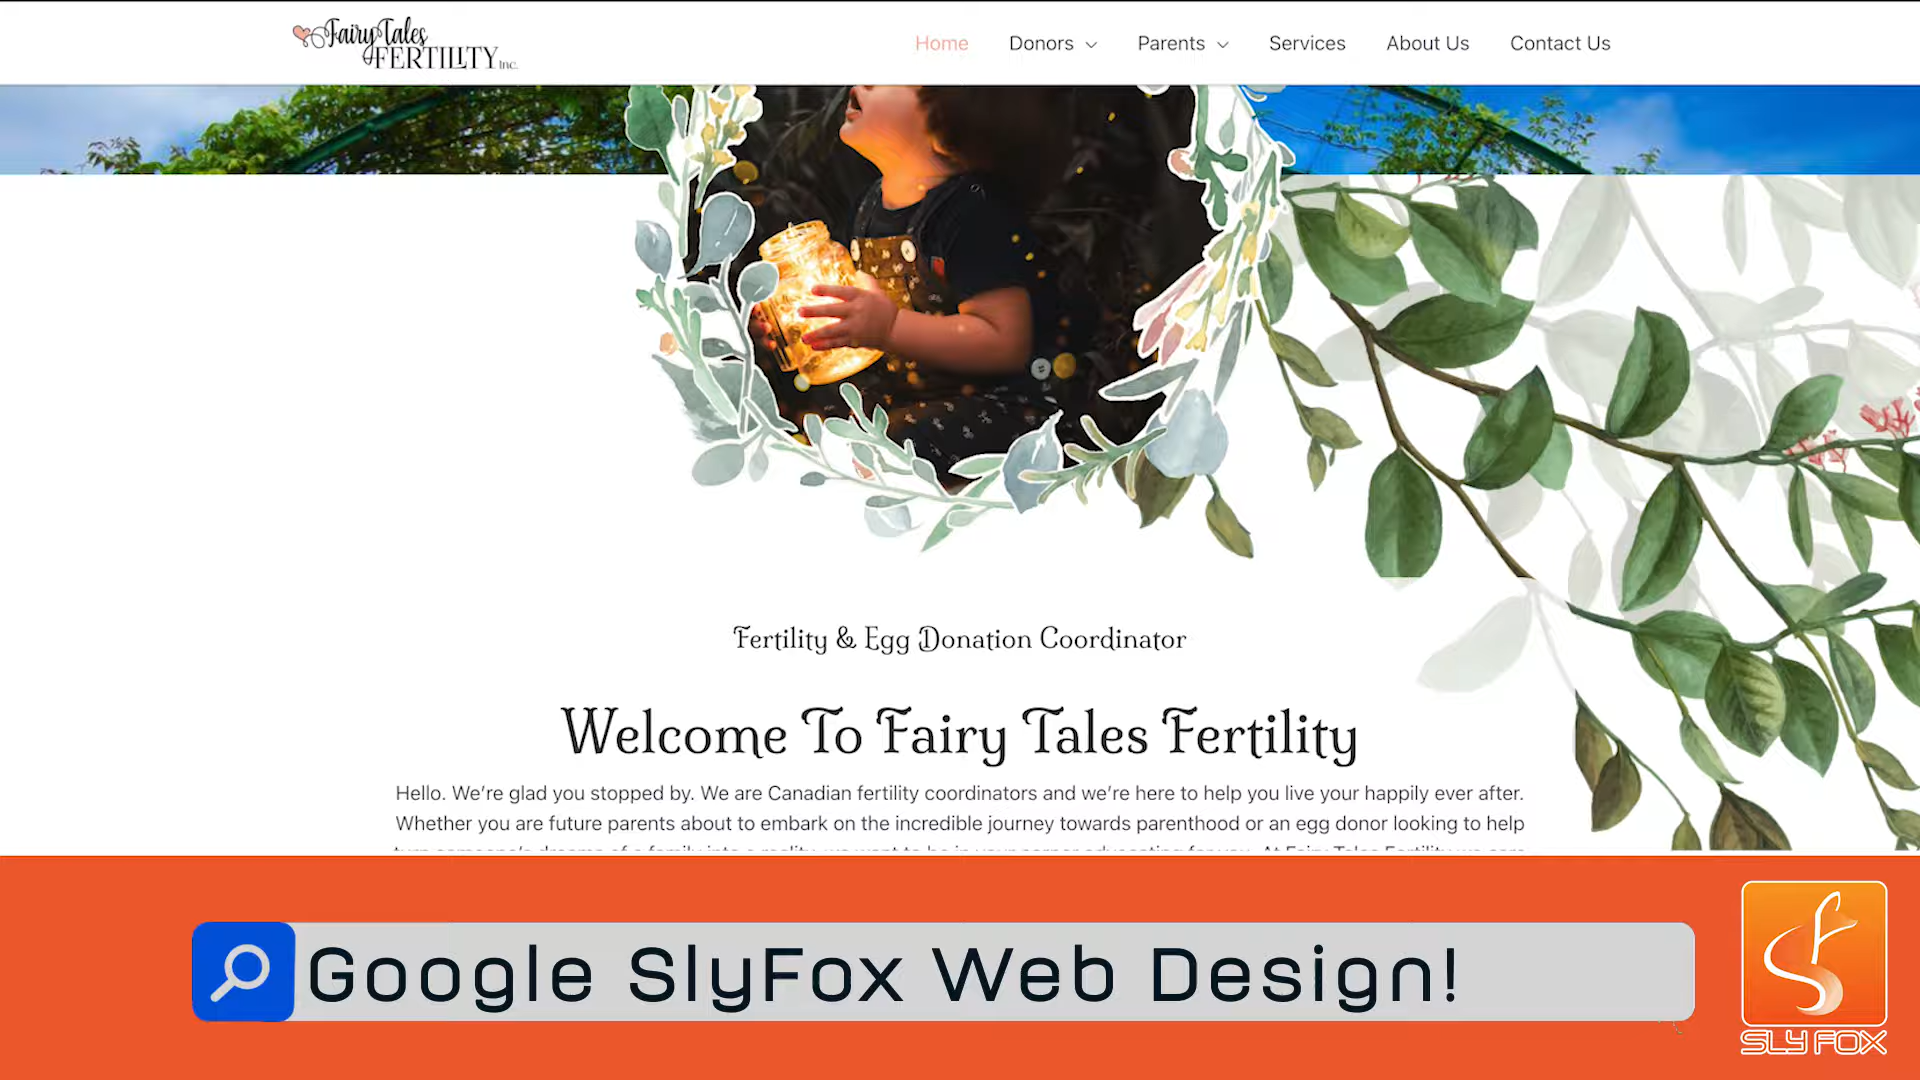 Fairy Tales
FERTILITY Inc.
Home Donors Parents Services About Us Contact Us
Fertility & Egg Donation Coordinator
Welcome To Fairy Tales Fertility
Hello. We’re glad you stopped by. We are Canadian fertility coordinators and we’re here to help you live your happily ever after.
Whether you are future parents about to embark on the incredible journey towards parenthood or an egg donor looking to help
Google SlyFox Web Design!
SLY FOX